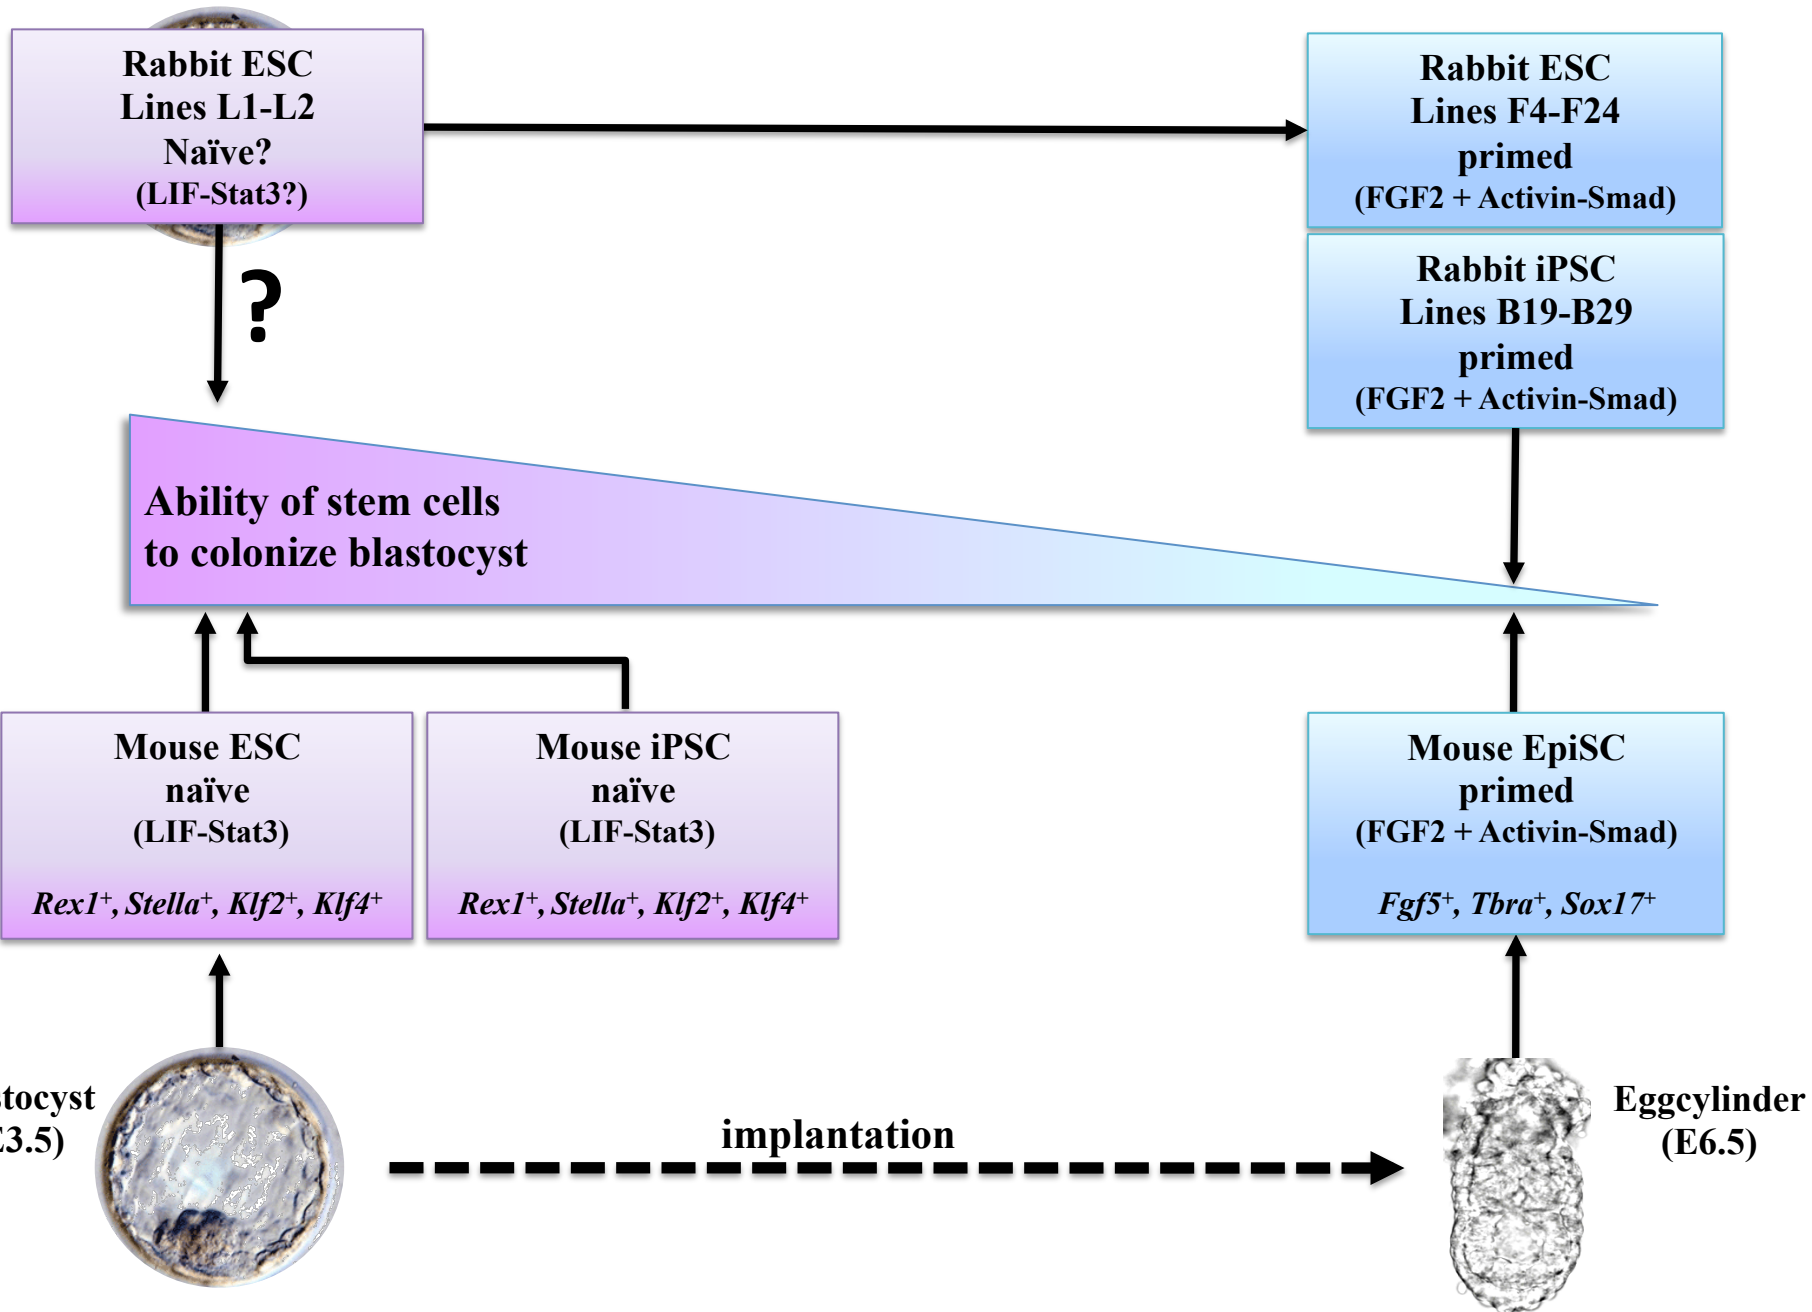 Rabbit ESC
Lines L1-L2
Naïve?
(LIF-Stat3?)
Rabbit ESC
Lines F4-F24
primed
(FGF2 + Activin-Smad)
Rabbit iPSC
Lines B19-B29
primed
(FGF2 + Activin-Smad)
?
Ability of stem cells
to colonize blastocyst
Mouse ESC
naïve
(LIF-Stat3)
Rex1⁺, Stella⁺, Klf2⁺, Klf4⁺
Mouse iPSC
naïve
(LIF-Stat3)
Rex1⁺, Stella⁺, Klf2⁺, Klf4⁺
Mouse EpiSC
primed
(FGF2 + Activin-Smad)
Fgf5⁺, Tbra⁺, Sox17⁺
stocyst
E3.5)
implantation
Eggcylinder
(E6.5)